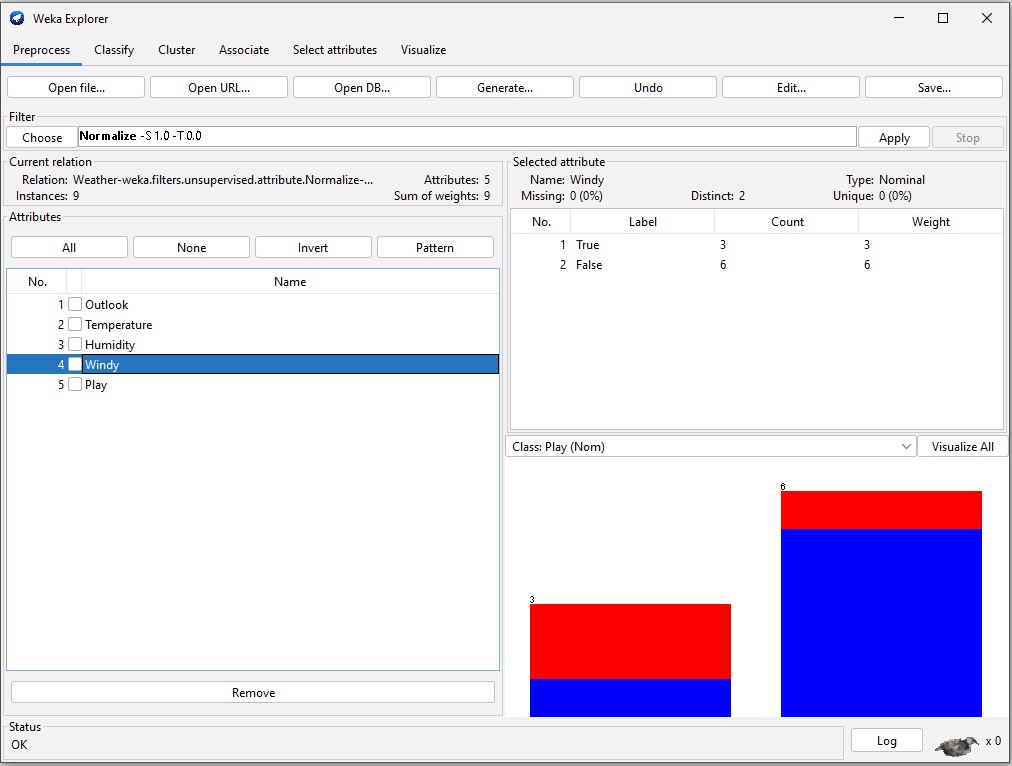 Weka Explorer
Preprocess Classify Cluster Associate Select attributes Visualize
Open file... Open URL... Open DB... Generate... Undo Edit... Save...
Filter
Choose Normalize -S 1.0 -T 0.0 Apply Stop
Current relation
Relation: Weather-weka.filters.unsupervised.attribute.Normalize-... Attributes: 5
Instances: 9 Sum of weights: 9
Attributes
All None Invert Pattern
No. Name
1 Outlook
2 Temperature
3 Humidity
4 Windy
5 Play
Remove
Selected attribute
Name: Windy Type: Nominal
Missing: 0 (0%) Distinct: 2 Unique: 0 (0%)
No. Label Count Weight
1 True 3 3
2 False 6 6
Class: Play (Nom) Visualize All
6
3
Status
OK Log x 0